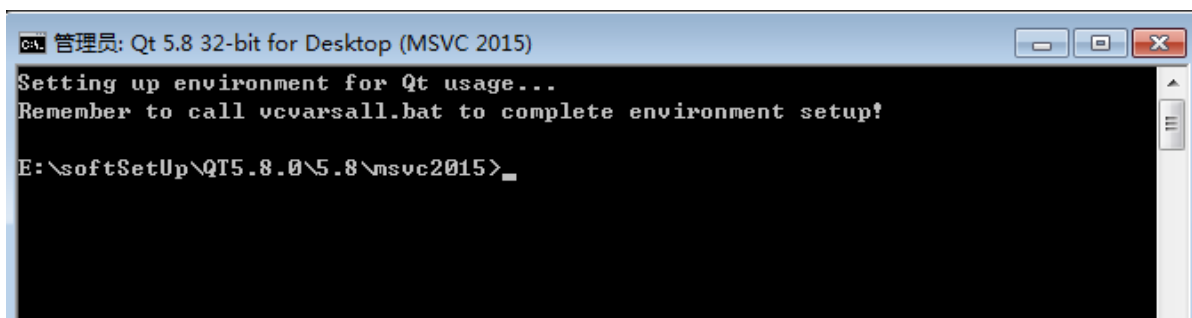 管理员: Qt 5.8 32-bit for Desktop (MSVC 2015)
Setting up environment for Qt usage...
Remember to call vcvarsall.bat to complete environment setup!
E:\softSetUp\QT5.8.0\5.8\msvc2015>_